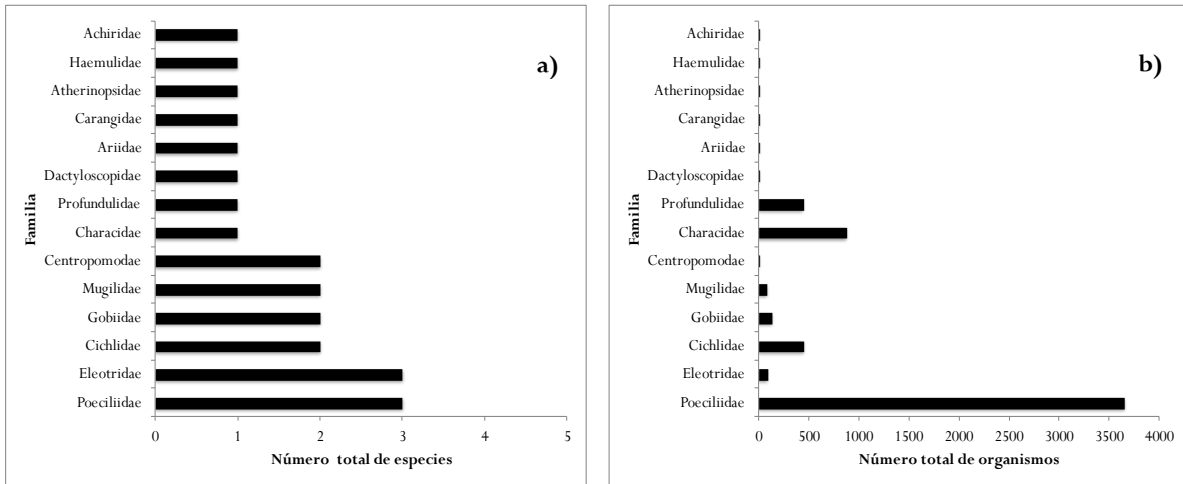 a)
Familia
Achiridae
Haemulidae
Atherinopsidae
Carangidae
Ariidae
Dactyloscopidae
Profundulidae
Characidae
Centropomodae
Mugilidae
Gobiidae
Cichlidae
Eleotridae
Poeciliidae
0 1 2 3 4 5
Número total de especies
b)
Familia
Achiridae
Haemulidae
Atherinopsidae
Carangidae
Ariidae
Dactyloscopidae
Profundulidae
Characidae
Centropomodae
Mugilidae
Gobiidae
Cichlidae
Eleotridae
Poeciliidae
0 500 1000 1500 2000 2500 3000 3500 4000
Número total de organismos